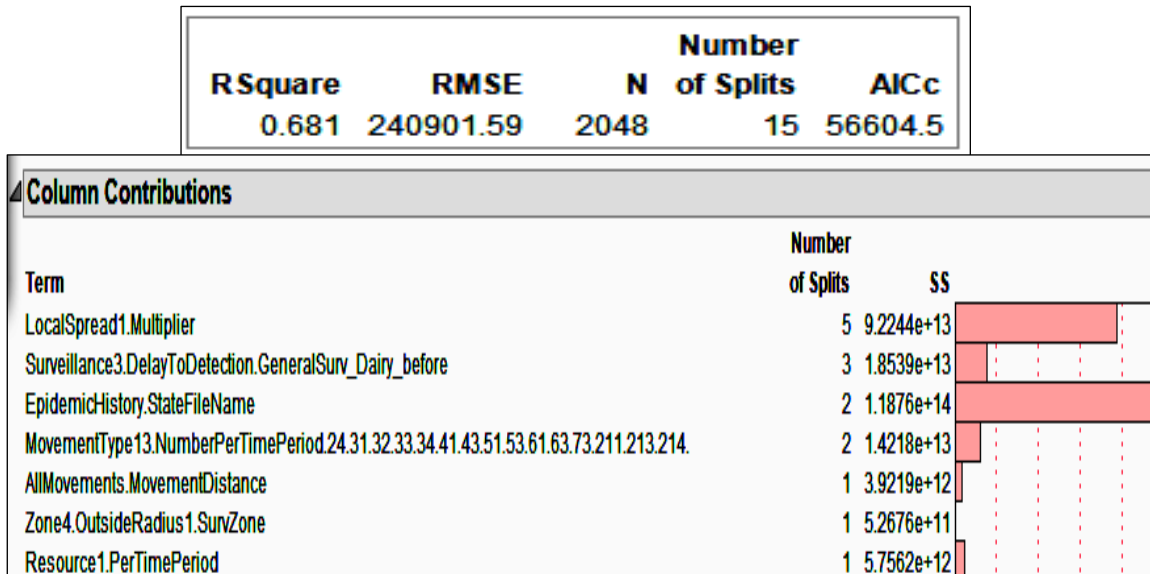 Number
RSquare RMSE N of Splits AICc
0.681 240901.59 2048 15 56604.5
Column Contributions
Number
Term of Splits SS
LocalSpread1.Multiplier 5 9.2244e+13
Surveillance3.DelayToDetection.GeneralSurv_Dairy_before 3 1.8539e+13
EpidemicHistory.StateFileName 2 1.1876e+14
MovementType13.NumberPerTimePeriod.24.31.32.33.34.41.43.51.53.61.63.73.211.213.214. 2 1.4218e+13
AllMovements.MovementDistance 1 3.9219e+12
Zone4.OutsideRadius1.SurvZone 1 5.2676e+11
Resource1.PerTimePeriod 1 5.7562e+12